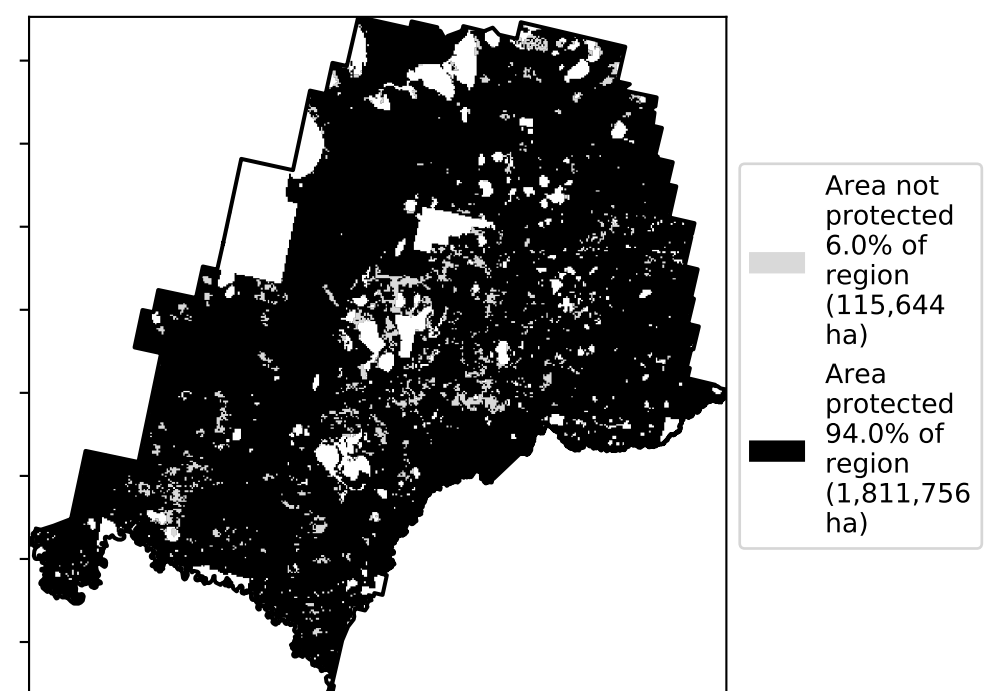 Area not
protected
6.0% of
region
(115,644
ha)
Area
protected
94.0% of
region
(1,811,756
ha)